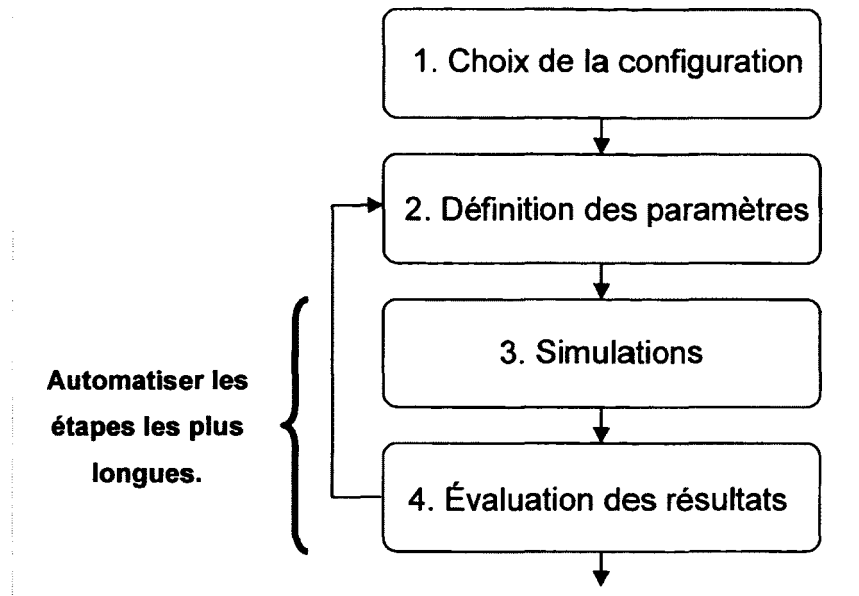 1. Choix de la configuration
2. Définition des paramètres
3. Simulations
Automatiser les
étapes les plus
longues.
4. Évaluation des résultats